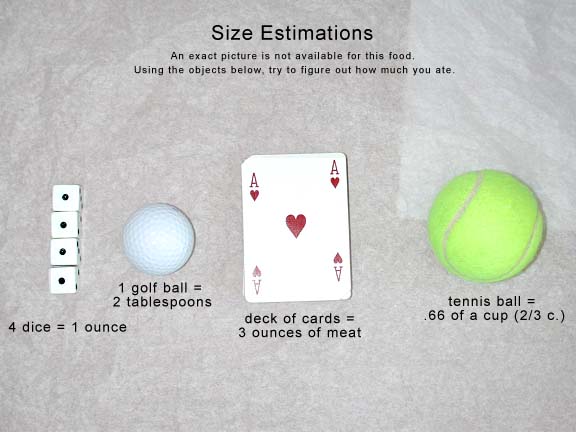 Size Estimations
An exact picture is not available for this food.
Using the objects below, try to figure out how much you ate.
A
A
1 golf ball =
2 tablespoons
A
A
4 dice = 1 ounce
deck of cards =
3 ounces of meat
tennis ball =
.66 of a cup (2/3 c.)